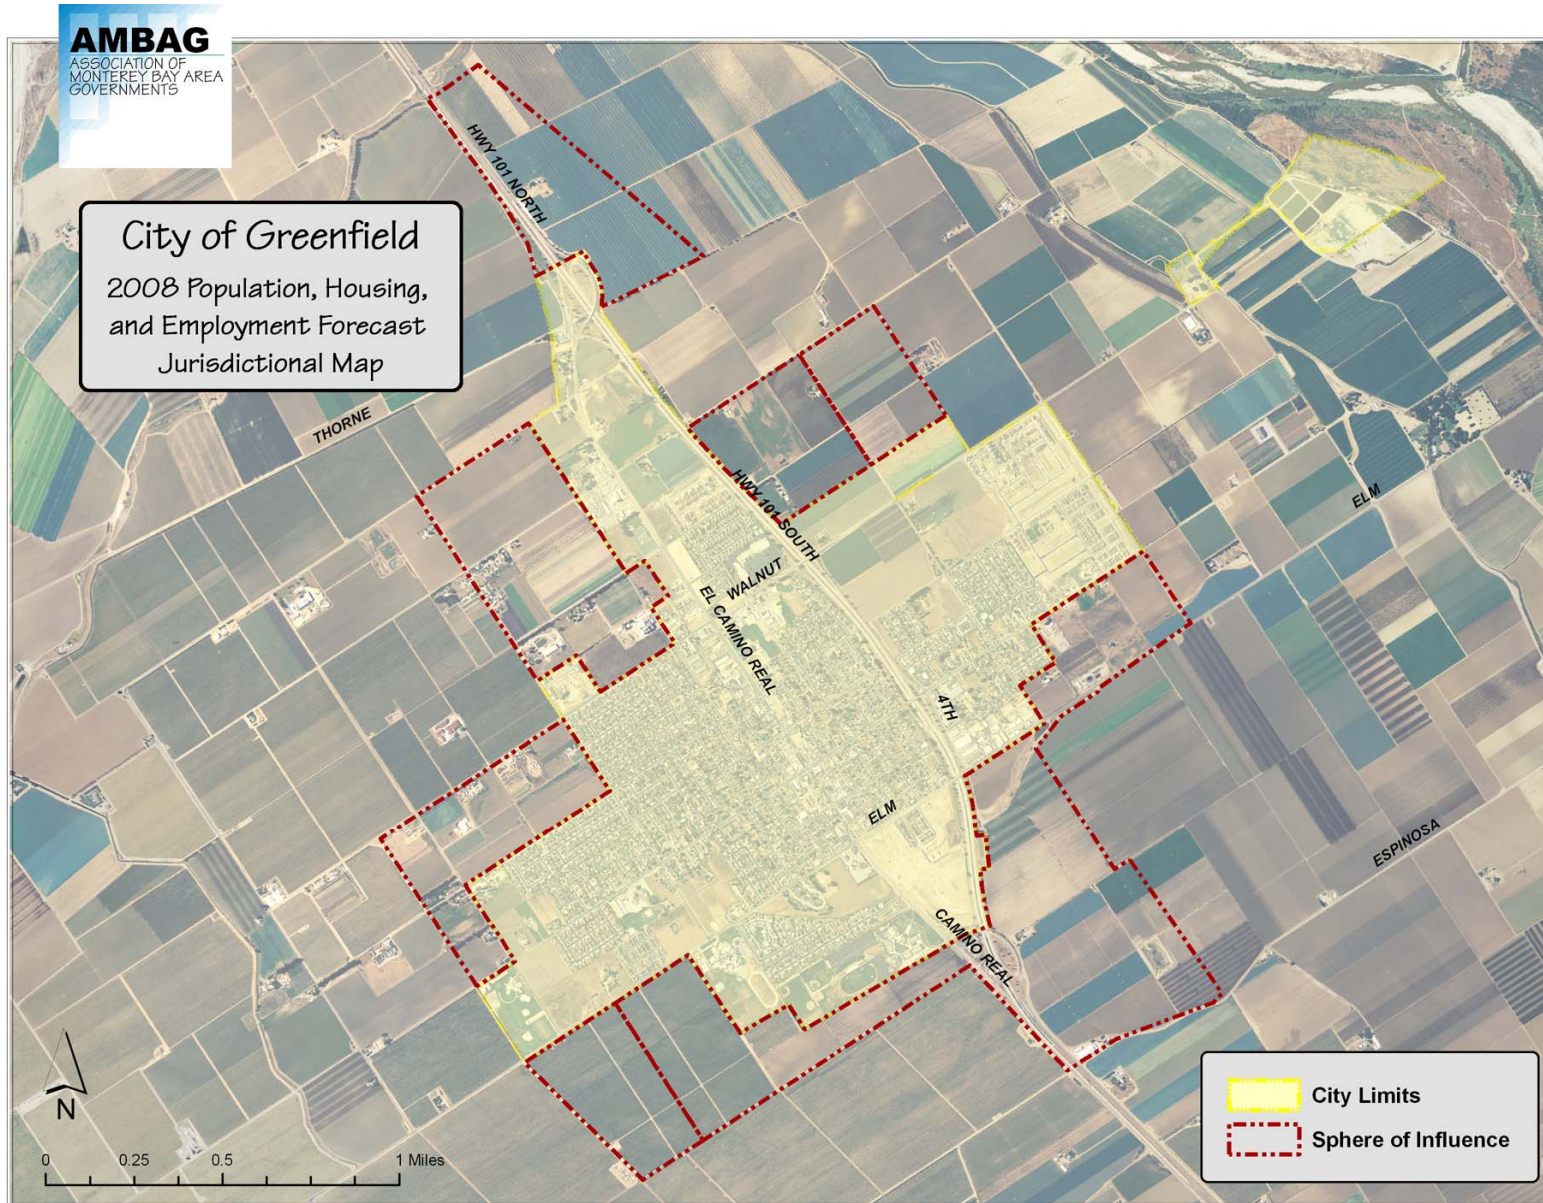 AMBAG
ASSOCIATION OF
MONTEREY BAY AREA
GOVERNMENTS
City of Greenfield
2008 Population, Housing,
and Employment Forecast
Jurisdictional Map
HWY 101 NORTH
THORNE
HWY 101 SOUTH
WALNUT
EL CAMINO REAL
ELM
4TH
ELM
ESPINOSA
CAMINO REAL
N
0 0.25 0.5 1 Miles
City Limits
Sphere of Influence